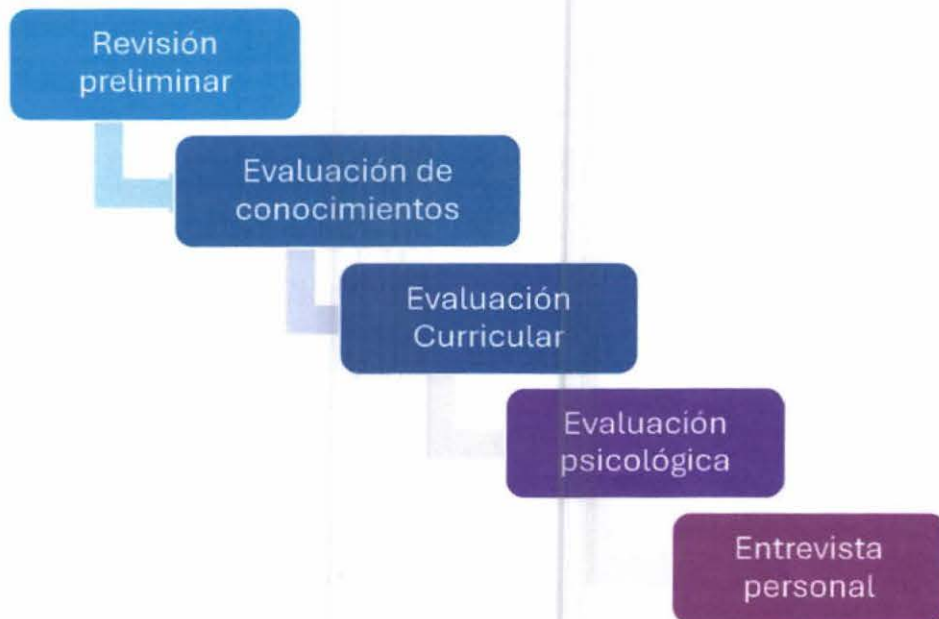 Revisión
preliminar
Evaluación de
conocimientos
Evaluación
Curricular
Evaluación
psicológica
Entrevista
personal